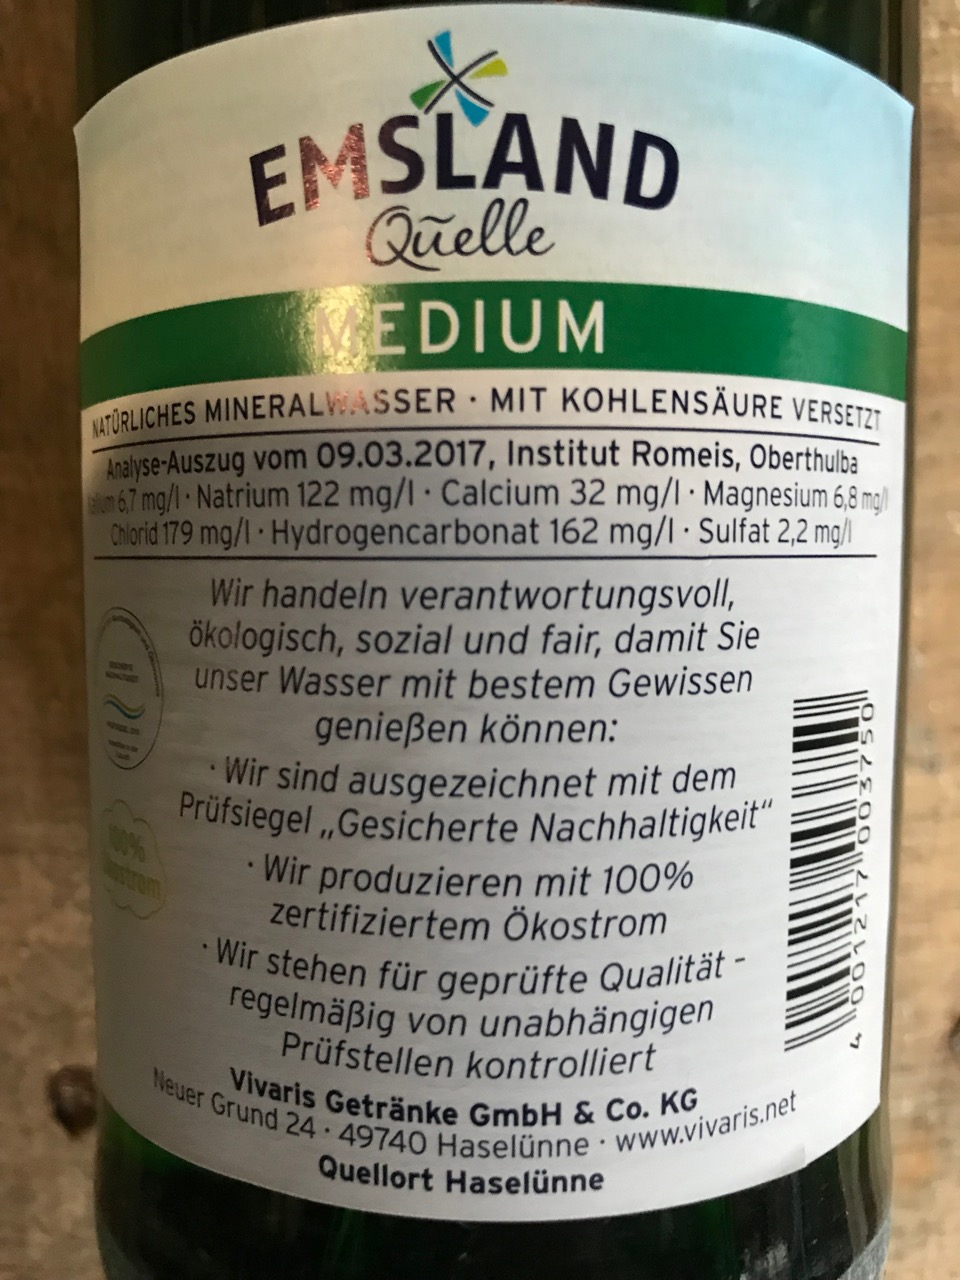 EMSLAND
Quelle
MEDIUM
NATÜRLICHES MINERALWASSER · MIT KOHLENSÄURE VERSETZT
Analyse-Auszug vom 09.03.2017, Institut Romeis, Oberthulba
6,7 mg/l · Natrium 122 mg/l · Calcium 32 mg/l · Magnesium 6,8 mg/l
Chlorid 179 mg/l · Hydrogencarbonat 162 mg/l · Sulfat 2,2 mg/l
Wir handeln verantwortungsvoll,
ökologisch, sozial und fair, damit Sie
unser Wasser mit bestem Gewissen
genießen können:
· Wir sind ausgezeichnet mit dem
Prüfsiegel „Gesicherte Nachhaltigkeit“
· Wir produzieren mit 100%
zertifiziertem Ökostrom
· Wir stehen für geprüfte Qualität -
regelmäßig von unabhängigen
Prüfstellen kontrolliert
100%
Ökostrom
4 001217 003750
Vivaris Getränke GmbH & Co. KG
Neuer Grund 24 · 49740 Haselünne · www.vivaris.net
Quellort Haselünne